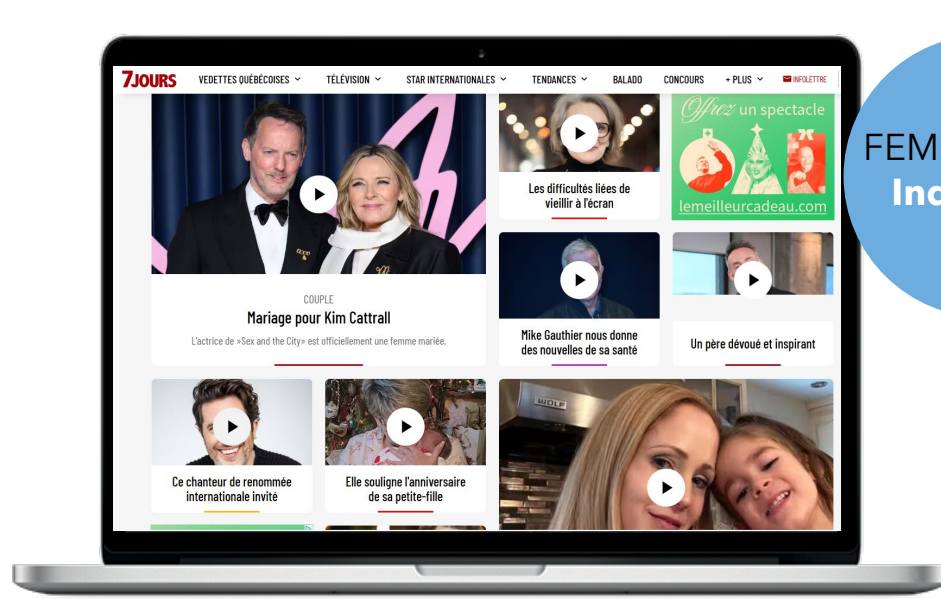 7JOURS
VEDETTES QUÉBÉCOISES
TÉLÉVISION
STAR INTERNATIONALES
TENDANCES
BALADO
CONCOURS
+ PLUS
INFOLETTRE
COUPLE
Mariage pour Kim Cattrall
L'actrice de »Sex and the City» est officiellement une femme mariée.
Les difficultés liées de
vieillir à l'écran
Offrez un spectacle
lemeilleurcadeau.com
Mike Gauthier nous donne
des nouvelles de sa santé
Un père dévoué et inspirant
Ce chanteur de renommée
internationale invité
Elle souligne l'anniversaire
de sa petite-fille
WOLF
FEM